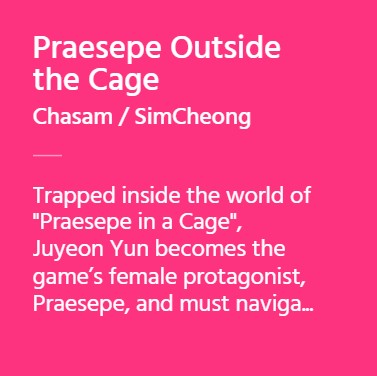 Praesepe Outside
the Cage
Chasam / SimCheong
Trapped inside the world of
"Praesepe in a Cage",
Juyeon Yun becomes the
game’s female protagonist,
Praesepe, and must naviga...